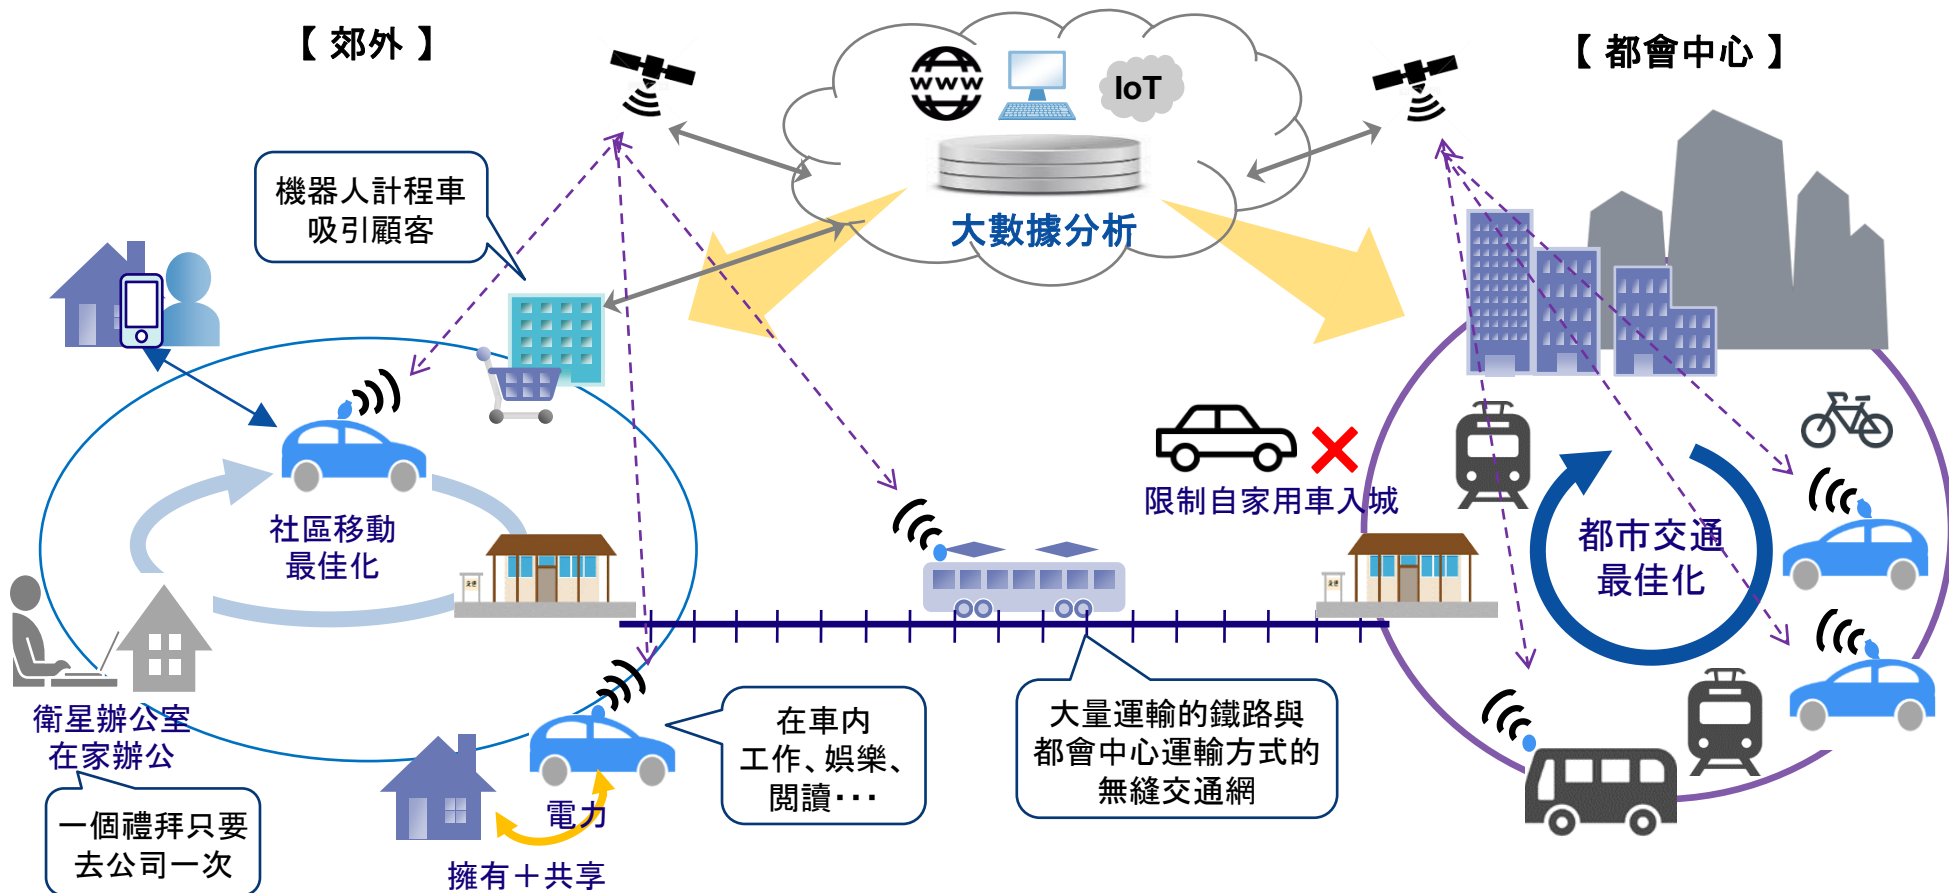 【 郊外 】
【 都會中心 】
WWW
IoT
大數據分析
機器人計程車
吸引顧客
社區移動
最佳化
限制自家用車入城
都市交通
最佳化
衛星辦公室
在家辦公
一個禮拜只要
去公司一次
電力
擁有＋共享
在車内
工作、娛樂、
閱讀･･･
大量運輸的鐵路與
都會中心運輸方式的
無縫交通網